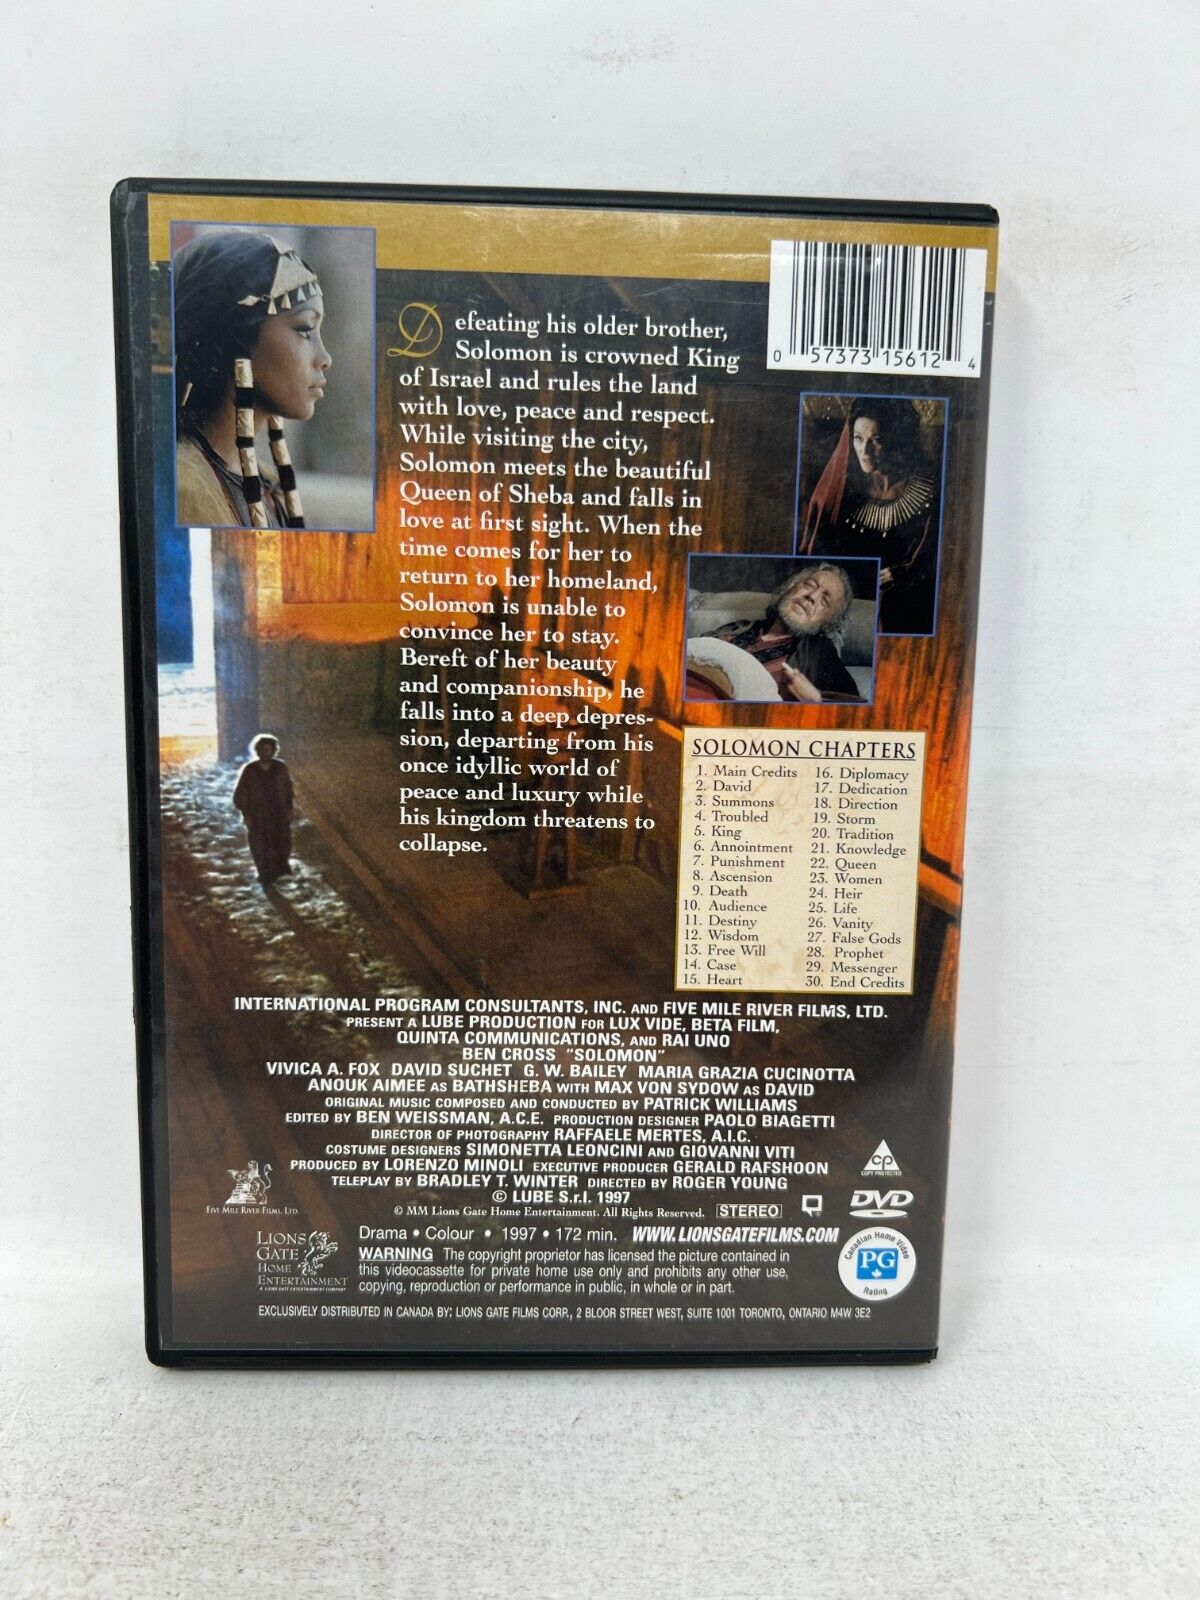 0 57373 15612 4
Defeating his older brother,
Solomon is crowned King
of Israel and rules the land
with love, peace and respect.
While visiting the city,
Solomon meets the beautiful
Queen of Sheba and falls in
love at first sight. When the
time comes for her to
return to her homeland,
Solomon is unable to
convince her to stay.
Bereft of her beauty
and companionship, he
falls into a deep depres-
sion, departing from his
once idyllic world of
peace and luxury while
his kingdom threatens to
collapse.
SOLOMON CHAPTERS
1. Main Credits
2. David
3. Summons
4. Troubled
5. King
6. Annointment
7. Punishment
8. Ascension
9. Death
10. Audience
11. Destiny
12. Wisdom
13. Free Will
14. Case
15. Heart
16. Diplomacy
17. Dedication
18. Direction
19. Storm
20. Tradition
21. Knowledge
22. Queen
23. Women
24. Heir
25. Life
26. Vanity
27. False Gods
28. Prophet
29. Messenger
30. End Credits
INTERNATIONAL PROGRAM CONSULTANTS, INC. AND FIVE MILE RIVER FILMS, LTD.
PRESENT A LUBE PRODUCTION FOR LUX VIDE, BETA FILM,
QUINTA COMMUNICATIONS, AND RAI UNO
BEN CROSS "SOLOMON"
VIVICA A. FOX DAVID SUCHET G. W. BAILEY MARIA GRAZIA CUCINOTTA
ANOUK AIMEE AS BATHSHEBA WITH MAX VON SYDOW AS DAVID
ORIGINAL MUSIC COMPOSED AND CONDUCTED BY PATRICK WILLIAMS
EDITED BY BEN WEISSMAN, A.C.E. PRODUCTION DESIGNER PAOLO BIAGETTI
DIRECTOR OF PHOTOGRAPHY RAFFAELE MERTES, A.I.C.
COSTUME DESIGNERS SIMONETTA LEONCINI AND GIOVANNI VITI
PRODUCED BY LORENZO MINOLI EXECUTIVE PRODUCER GERALD RAFSHOON
TELEPLAY BY BRADLEY T. WINTER DIRECTED BY ROGER YOUNG
© LUBE S.r.l. 1997
© MM Lions Gate Home Entertainment. All Rights Reserved. STEREO
FIVE MILE RIVER FILMS, LTD.
CP
COPY PROTECTED
DVD
LIONS
GATE
HOME
ENTERTAINMENT
A LIONS GATE ENTERTAINMENT COMPANY
Drama • Colour • 1997 • 172 min. WWW.LIONSGATEFILMS.COM
WARNING The copyright proprietor has licensed the picture contained in
this videocassette for private home use only and prohibits any other use,
copying, reproduction or performance in public, in whole or in part.
Canadian Home Video
PG
Rating
EXCLUSIVELY DISTRIBUTED IN CANADA BY: LIONS GATE FILMS CORP., 2 BLOOR STREET WEST, SUITE 1001 TORONTO, ONTARIO M4W 3E2